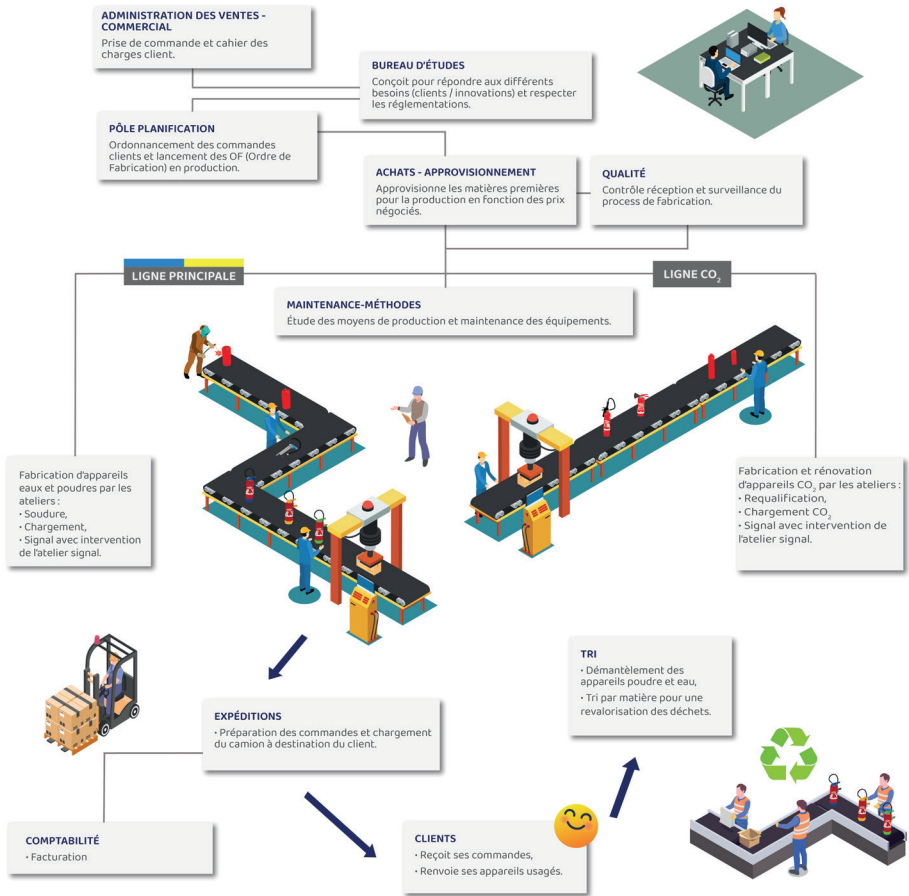 ADMINISTRATION DES VENTES -
COMMERCIAL
Prise de commande et cahier des
charges client.
BUREAU D'ÉTUDES
Conçoit pour répondre aux différents
besoins (clients / innovations) et respecter
les réglementations.
PÔLE PLANIFICATION
Ordonnancement des commandes
clients et lancement des OF (Ordre de
Fabrication) en production.
ACHATS - APPROVISIONNEMENT
Approvisionne les matières premières
pour la production en fonction des prix
négociés.
QUALITÉ
Contrôle réception et surveillance du
process de fabrication.
LIGNE PRINCIPALE
LIGNE CO₂
MAINTENANCE-MÉTHODES
Étude des moyens de production et maintenance des équipements.
Fabrication d'appareils
eaux et poudres par les
ateliers :
• Soudure,
• Chargement,
• Signal avec intervention
de l'atelier signal.
Fabrication et rénovation
d'appareils CO₂ par les ateliers :
• Requalification,
• Chargement CO₂
• Signal avec intervention de
l'atelier signal.
TRI
• Démantèlement des
appareils poudre et eau,
• Tri par matière pour une
revalorisation des déchets.
EXPÉDITIONS
• Préparation des commandes et chargement
du camion à destination du client.
COMPTABILITÉ
• Facturation
CLIENTS
• Reçoit ses commandes,
• Renvoie ses appareils usagés.